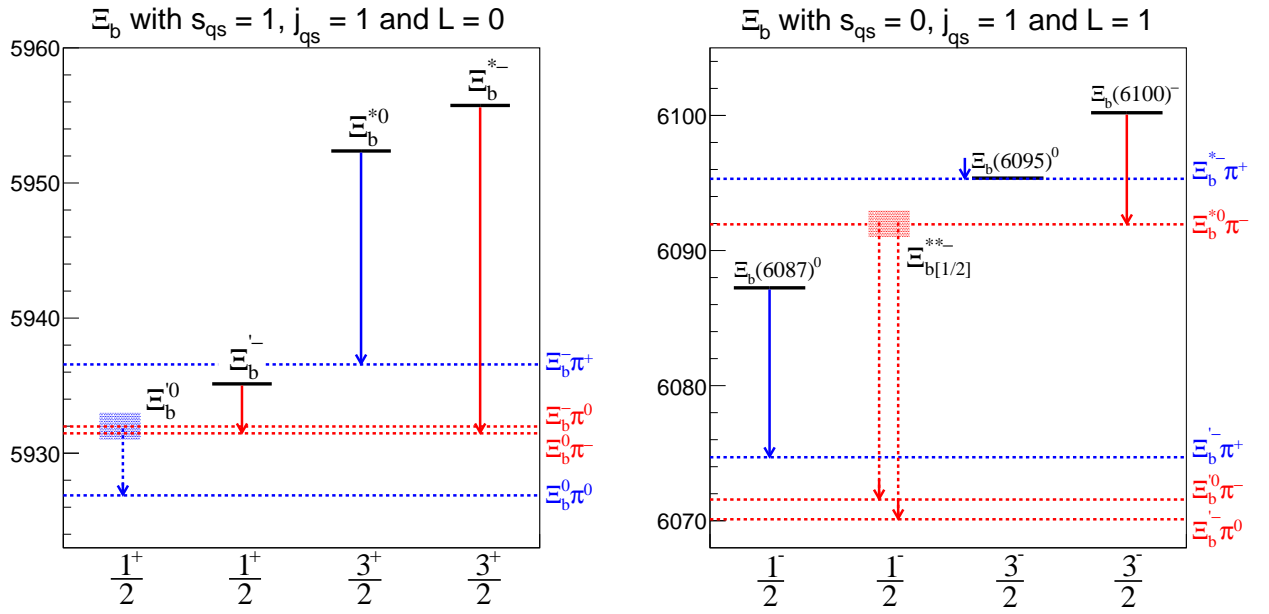 Ξb with sqs = 1, jqs = 1 and L = 0
5960
5950
5940
5930
Ξb*0
Ξb*−
Ξb'−
Ξb'0
Ξb−π+
Ξb−π0
Ξb0π−
Ξb0π0
1+/2
1+/2
3+/2
3+/2
Ξb with sqs = 0, jqs = 1 and L = 1
6100
6090
6080
6070
Ξb(6100)−
Ξb(6095)0
Ξb(6087)0
Ξb[1/2]**−
Ξb*−π+
Ξb*0π−
Ξb'−π+
Ξb'0π−
Ξb'−π0
1-/2
1-/2
3-/2
3-/2